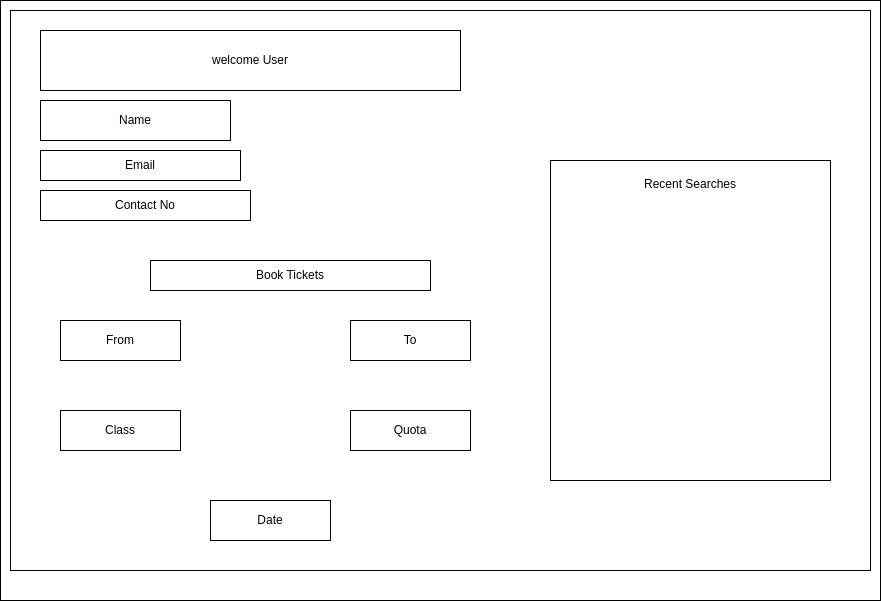 welcome User
Name
Email
Contact No
Recent Searches
Book Tickets
From
To
Class
Quota
Date